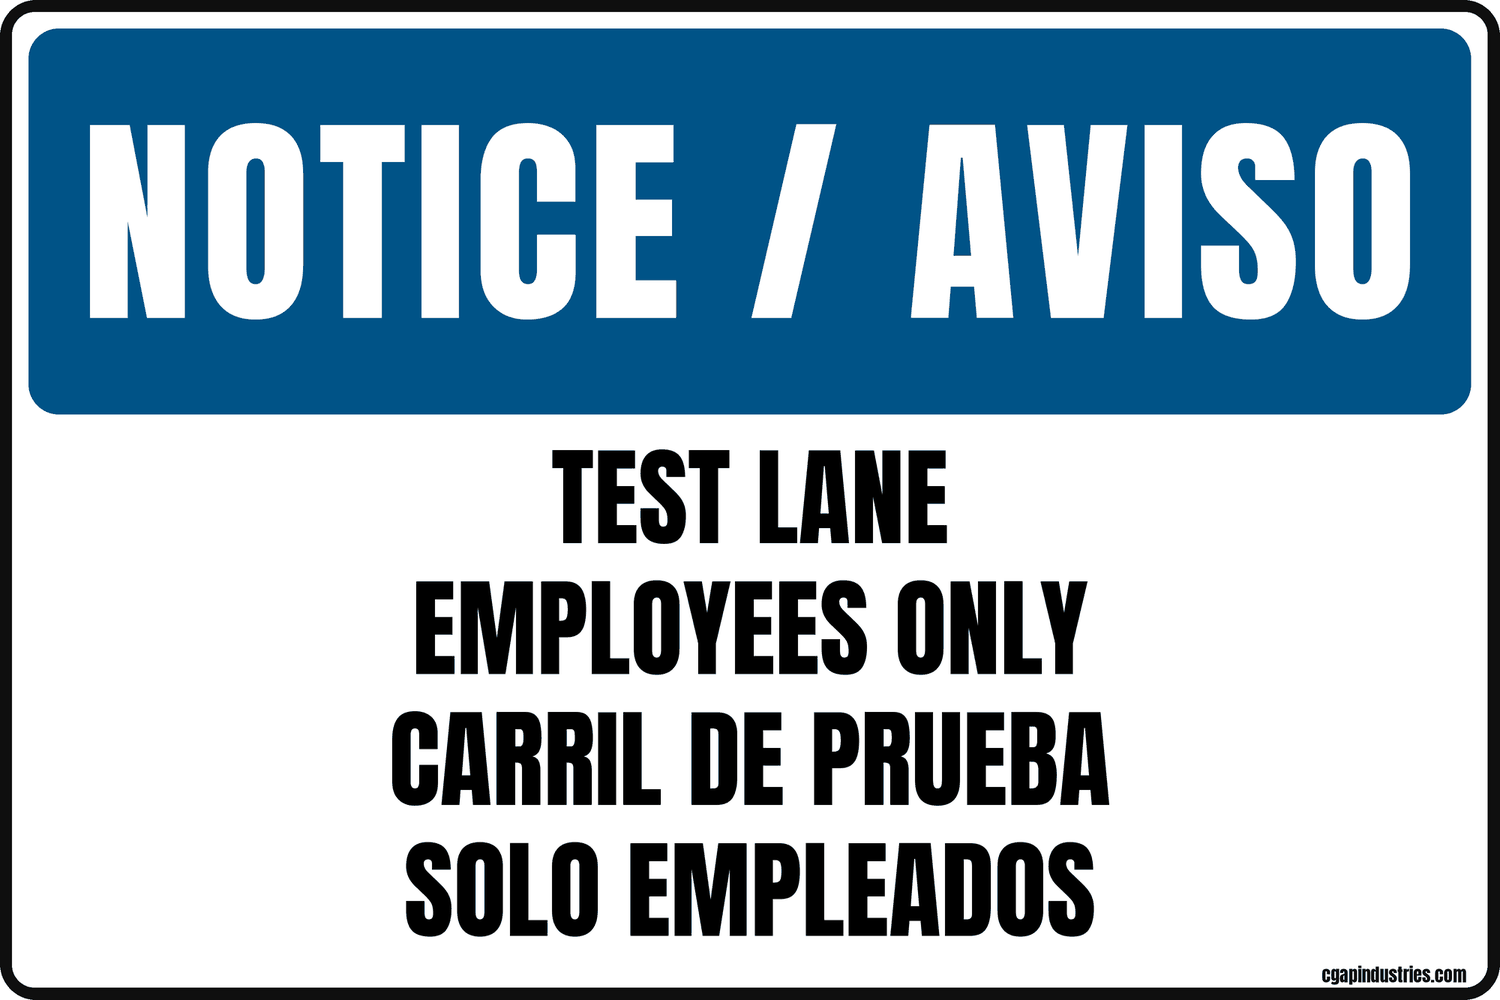 NOTICE / AVISO
TEST LANE
EMPLOYEES ONLY
CARRIL DE PRUEBA
SOLO EMPLEADOS
cgapindustries.com